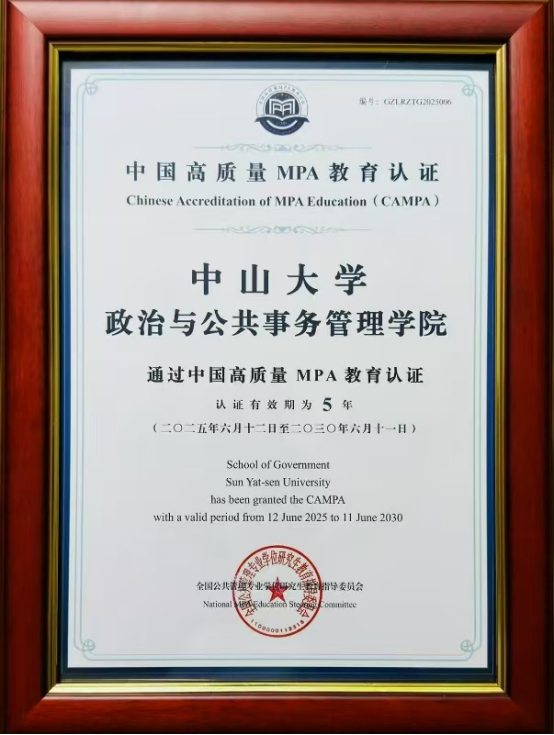 编号：GZLRZTG2025006
中国高质量 MPA 教育认证
Chinese Accreditation of MPA Education（CAMPA）
中山大学
政治与公共事务管理学院
通过中国高质量 MPA 教育认证
认证有效期为 5 年
（二〇二五年六月十二日至二〇三〇年六月十一日）
School of Government
Sun Yat-sen University
has been granted the CAMPA
with a valid period from 12 June 2025 to 11 June 2030
全国公共管理专业学位研究生教育指导委员会
National MPA Education Steering Committee